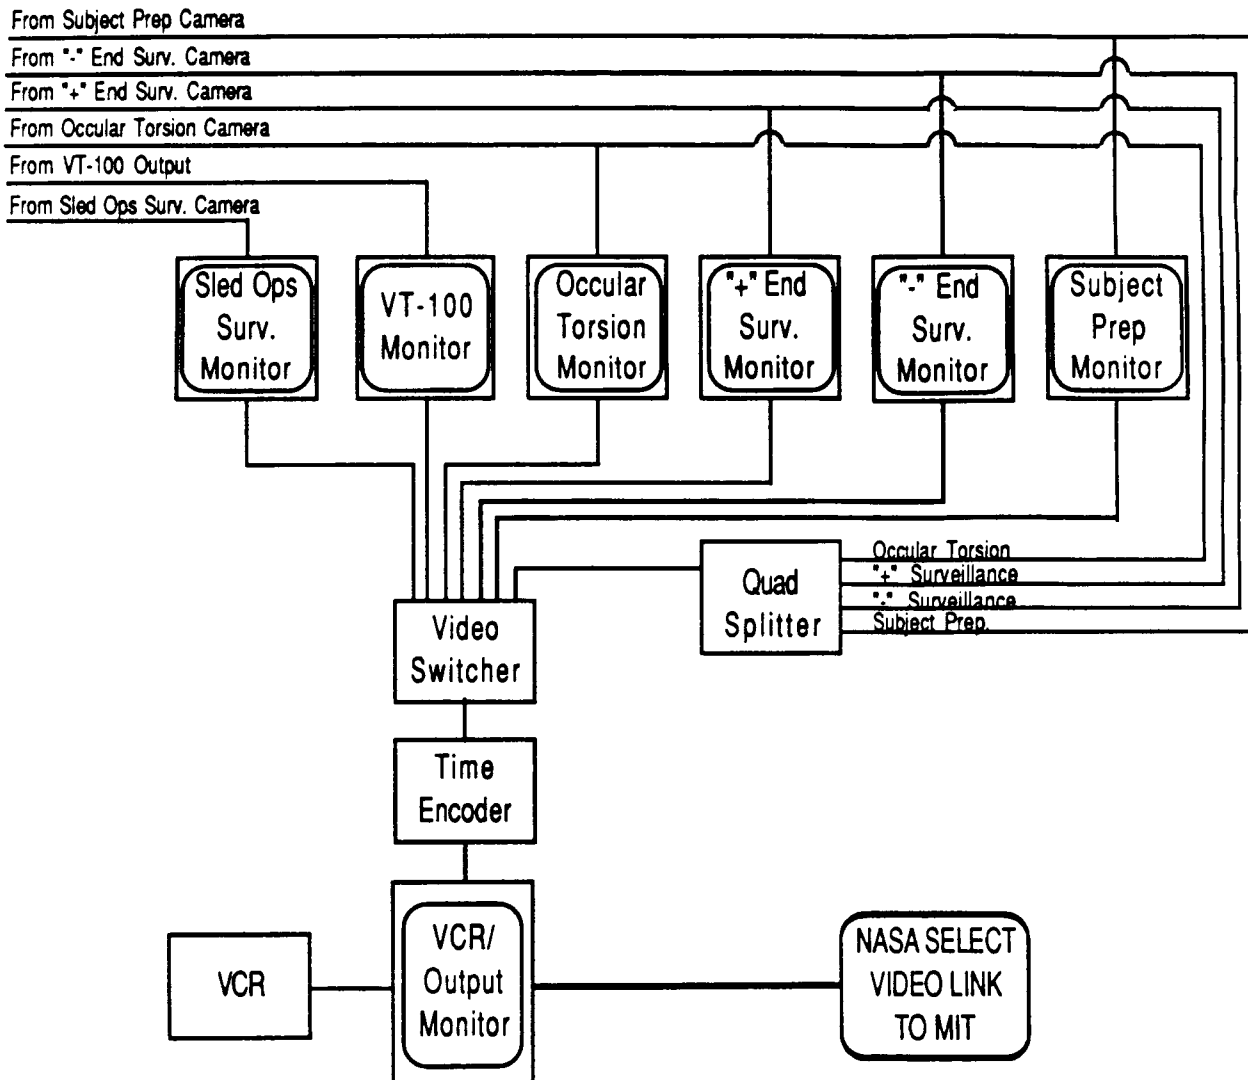 From Subject Prep Camera
From "-" End Surv. Camera
From "+" End Surv. Camera
From Occular Torsion Camera
From VT-100 Output
From Sled Ops Surv. Camera
Sled Ops
Surv.
Monitor
VT-100
Monitor
Occular
Torsion
Monitor
"+" End
Surv.
Monitor
"-" End
Surv.
Monitor
Subject
Prep
Monitor
Occular Torsion
"+" Surveillance
"-" Surveillance
Subject Prep.
Quad
Splitter
Video
Switcher
Time
Encoder
VCR
VCR/
Output
Monitor
NASA SELECT
VIDEO LINK
TO MIT